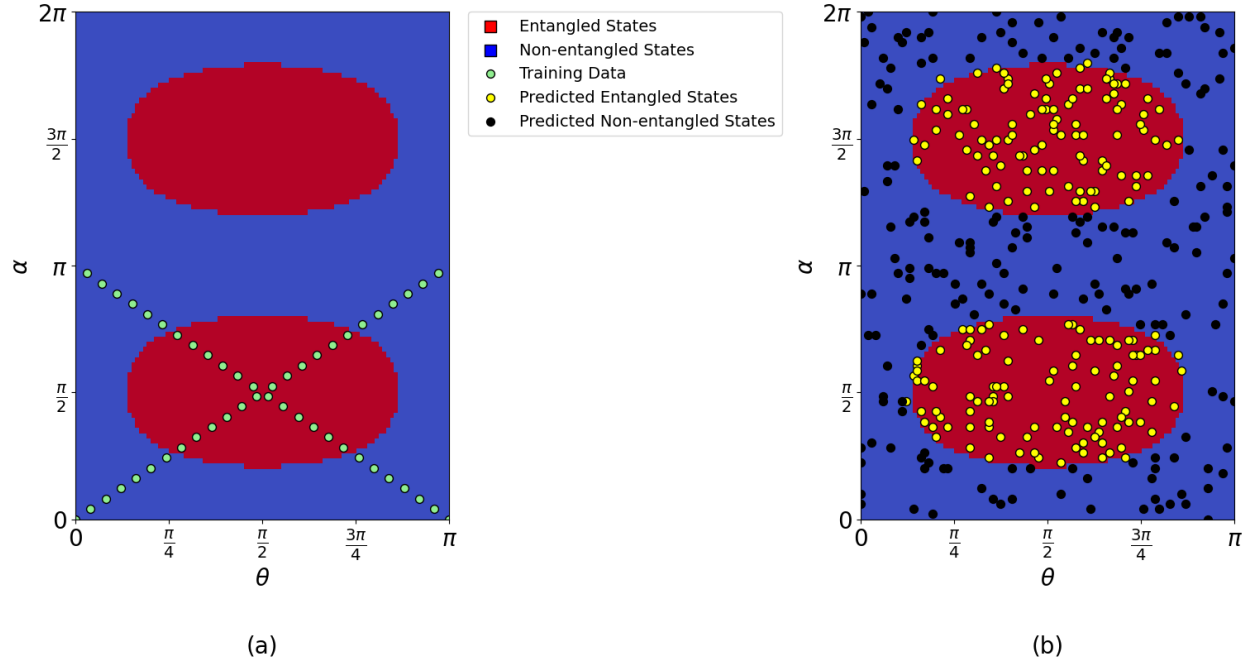 2π
3π/2
π
π/2
0
α
0
π/4
π/2
3π/4
π
θ
(a)
Entangled States
Non-entangled States
Training Data
Predicted Entangled States
Predicted Non-entangled States
2π
3π/2
π
π/2
0
α
0
π/4
π/2
3π/4
π
θ
(b)